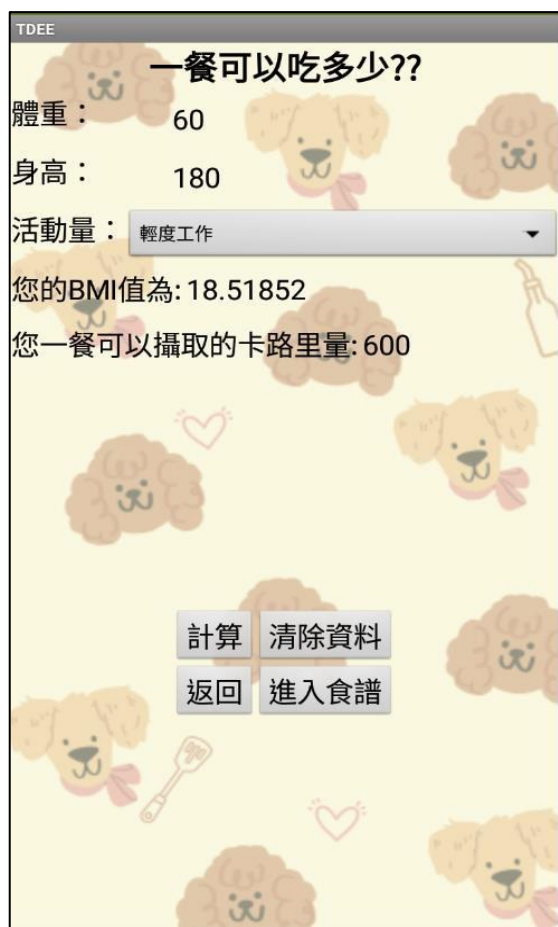 TDEE
一餐可以吃多少??
體重： 60
身高： 180
活動量： 輕度工作
您的BMI值為: 18.51852
您一餐可以攝取的卡路里量: 600
計算 清除資料
返回 進入食譜